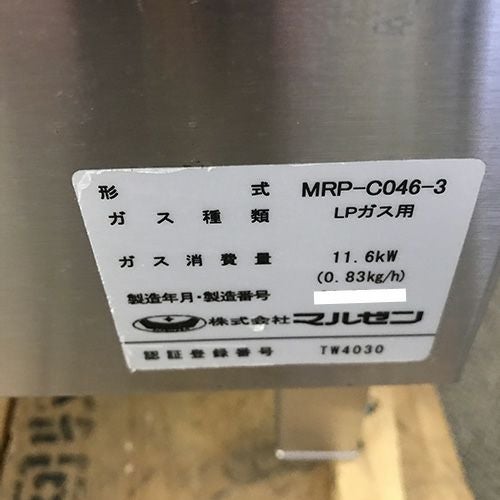 形式 MRP-C046-3
ガス種類 LPガス用
ガス消費量 11.6kW
(0.83kg/h)
製造年月・製造番号
株式会社マルゼン
認証登録番号 TW4030